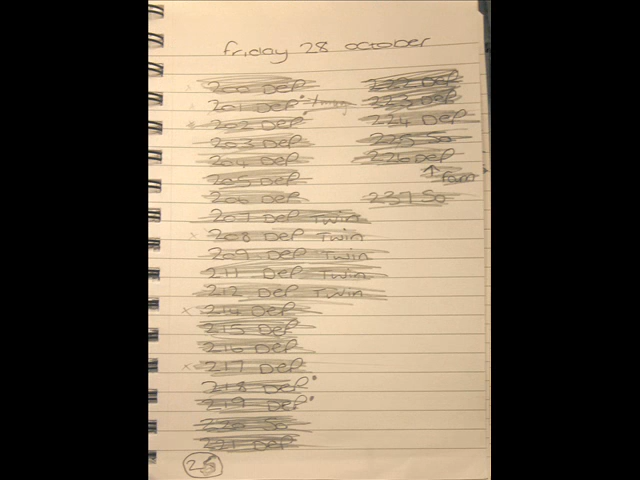 Friday 28 october
200 DEP
201 DEP
202 DEP
203 DEP
204 DEP
205 DEP
206 DEP
207 DEP Twin
208 DEP Twin
209 DEP Twin
211 DEP Twin
212 DEP Twin
x 214 DEP
215 DEP
216 DEP
x 217 DEP
218 DEP
219 DEP
220 So
221 DEP
25
222 DEP
223 DEP
224 DEP
225 So
226 DEP
↑
Fam
237 So